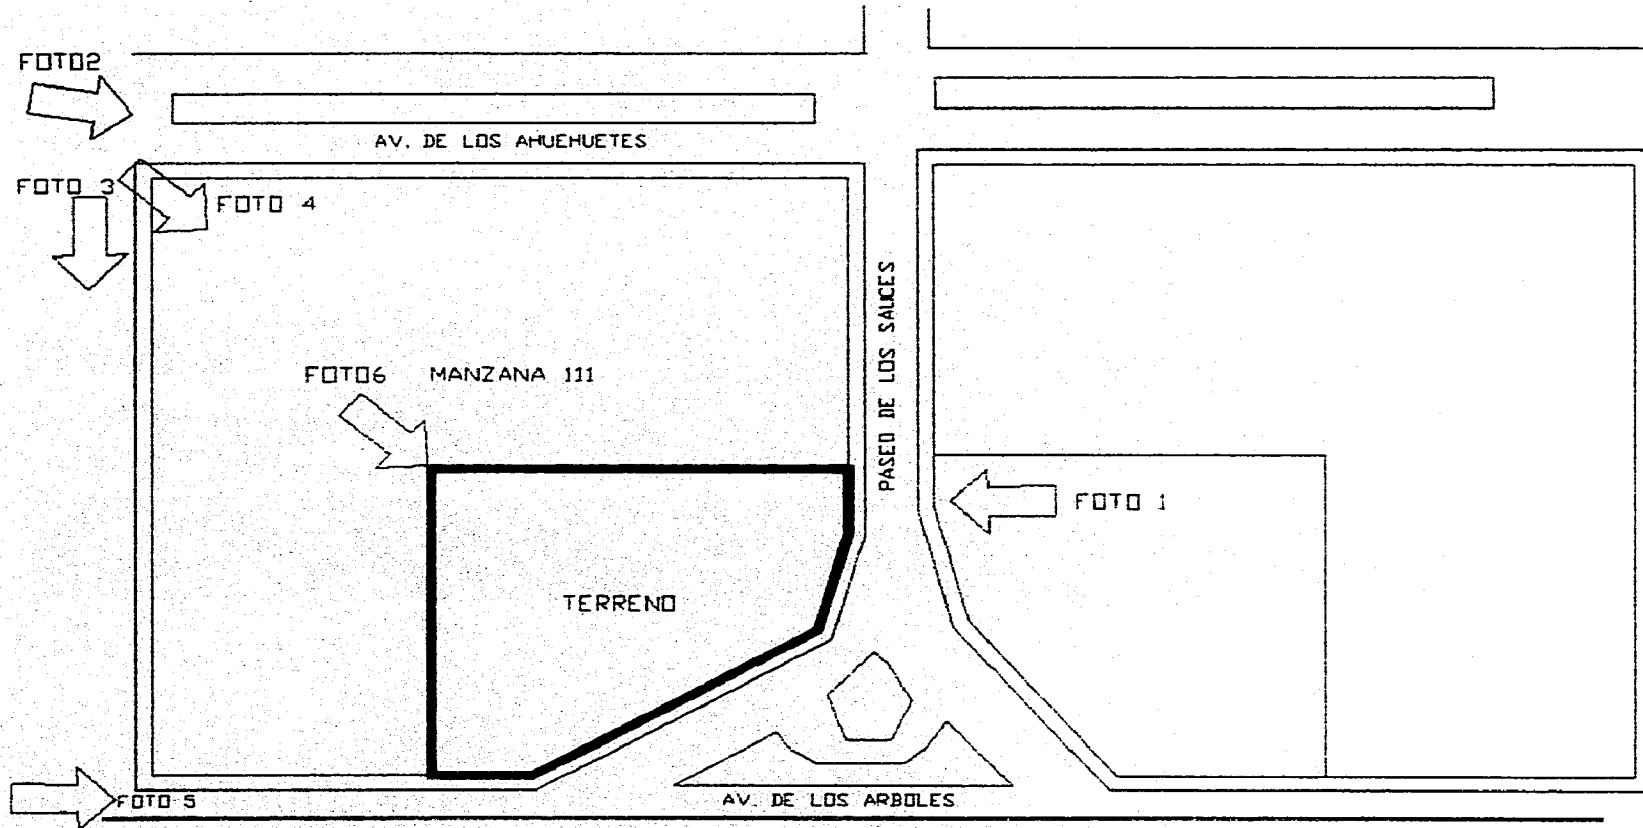 FOTO2
AV. DE LOS AHUEHUETES
FOTO 3
FOTO 4
PASEO DE LOS SAUCES
FOTO6 MANZANA 111
FOTO 1
TERRENO
FOTO 5
AV. DE LOS ARBOLES